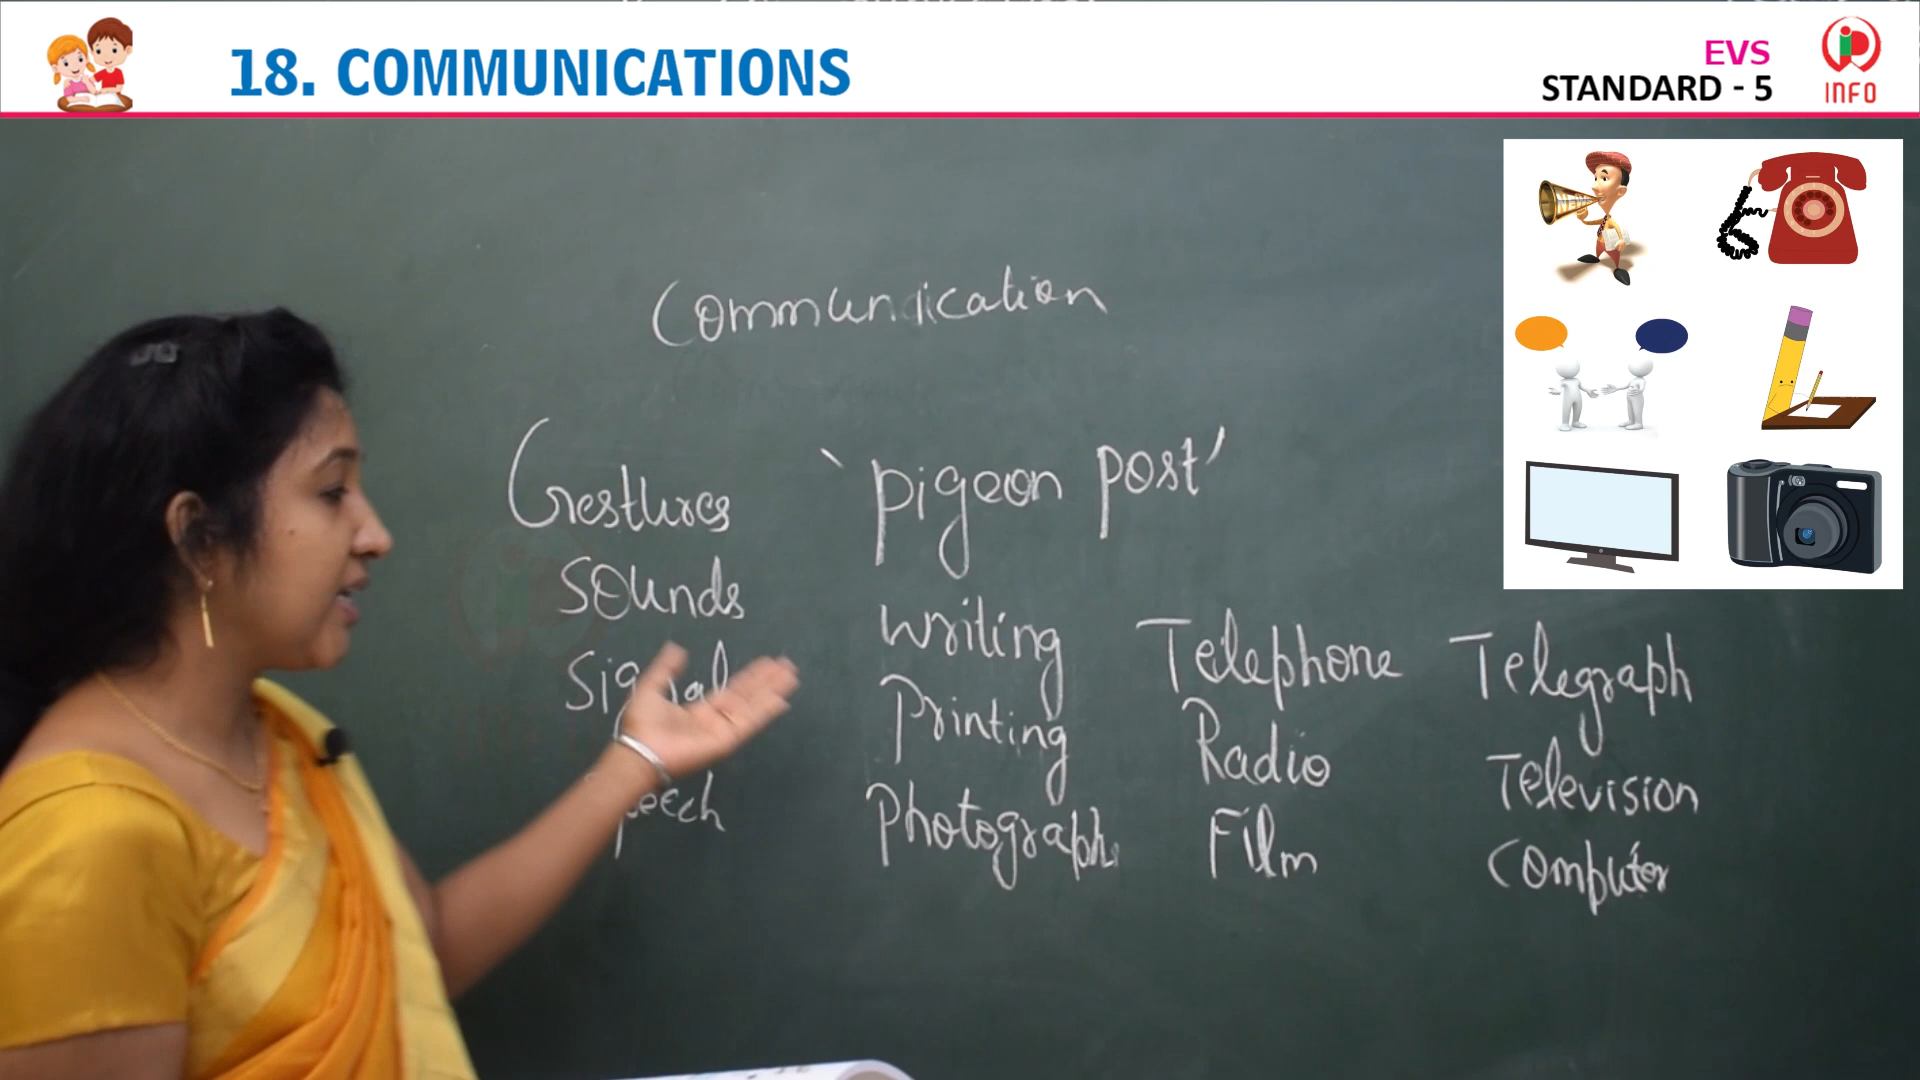 18. COMMUNICATIONS
EVS
STANDARD - 5
INFO
Communication
Gestures
Sounds
Signal
'pigeon post'
Writing
Printing
Photograph
Telephone
Radio
Film
Telegraph
Television
Computer